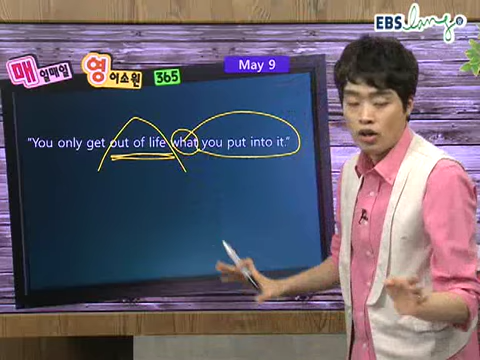 EBS lang
매일매일
영어소원
365
May 9
"You only get out of life what you put into it."